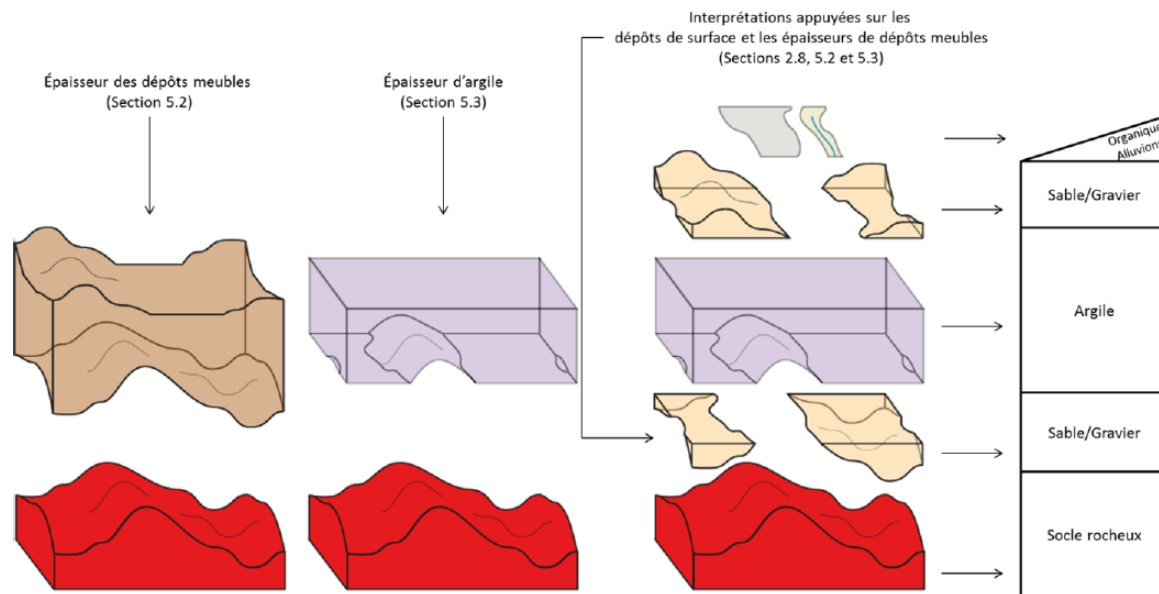 Interprétations appuyées sur les
dépôts de surface et les épaisseurs de dépôts meubles
(Sections 2.8, 5.2 et 5.3)
Épaisseur des dépôts meubles
(Section 5.2)
Épaisseur d'argile
(Section 5.3)
Organique
Alluvions
Sable/Gravier
Argile
Sable/Gravier
Socle rocheux